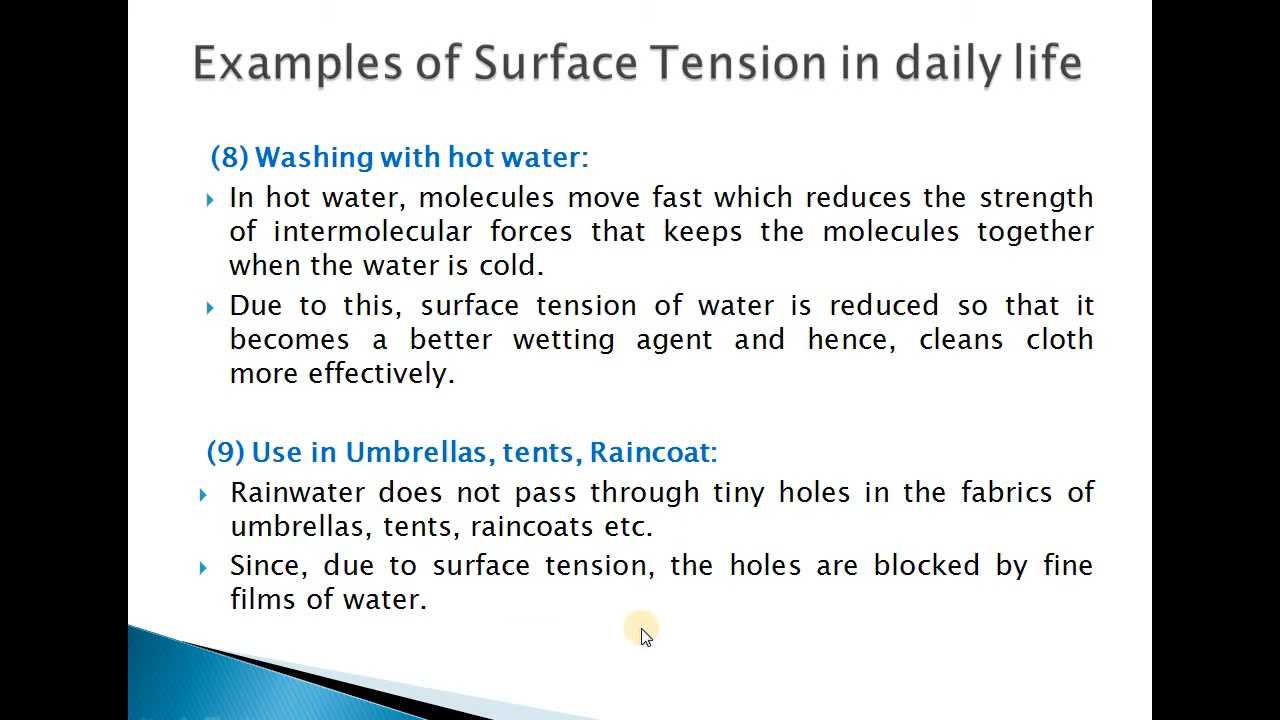 Examples of Surface Tension in daily life
(8) Washing with hot water:
In hot water, molecules move fast which reduces the strength
of intermolecular forces that keeps the molecules together
when the water is cold.
Due to this, surface tension of water is reduced so that it
becomes a better wetting agent and hence, cleans cloth
more effectively.
(9) Use in Umbrellas, tents, Raincoat:
Rainwater does not pass through tiny holes in the fabrics of
umbrellas, tents, raincoats etc.
Since, due to surface tension, the holes are blocked by fine
films of water.